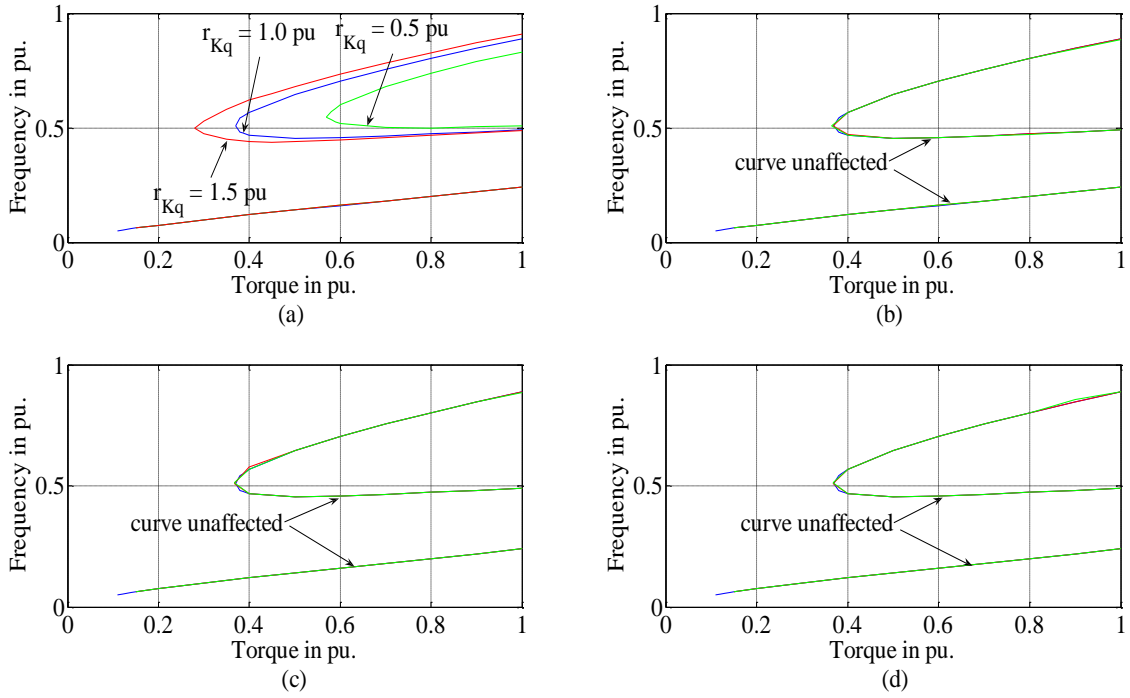 1
r_Kq = 1.0 pu
r_Kq = 0.5 pu
Frequency in pu.
0.5
r_Kq = 1.5 pu
0
0 0.2 0.4 0.6 0.8 1
Torque in pu.
(a)
1
Frequency in pu.
0.5
curve unaffected
0
0 0.2 0.4 0.6 0.8 1
Torque in pu.
(b)
1
Frequency in pu.
0.5
curve unaffected
0
0 0.2 0.4 0.6 0.8 1
Torque in pu.
(c)
1
Frequency in pu.
0.5
curve unaffected
0
0 0.2 0.4 0.6 0.8 1
Torque in pu.
(d)